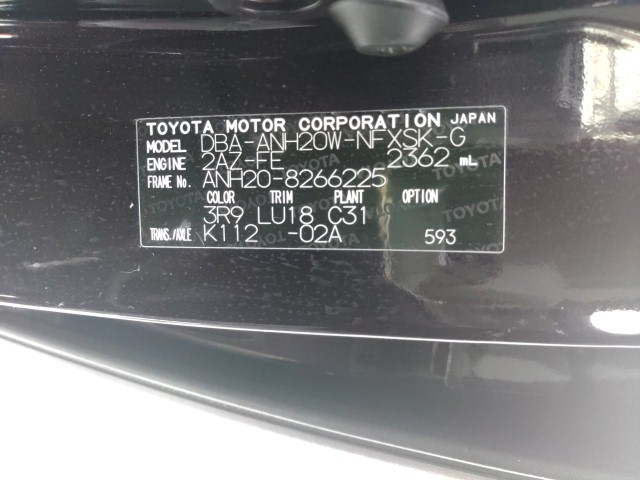 TOYOTA MOTOR CORPORATION JAPAN
MODEL DBA-ANH20W-NFXSK-G
ENGINE 2AZ-FE 2362 mL
FRAME No. ANH20-8266225
COLOR TRIM PLANT OPTION
3R9 LU18 C31
TRANS./AXLE K112 -02A 593